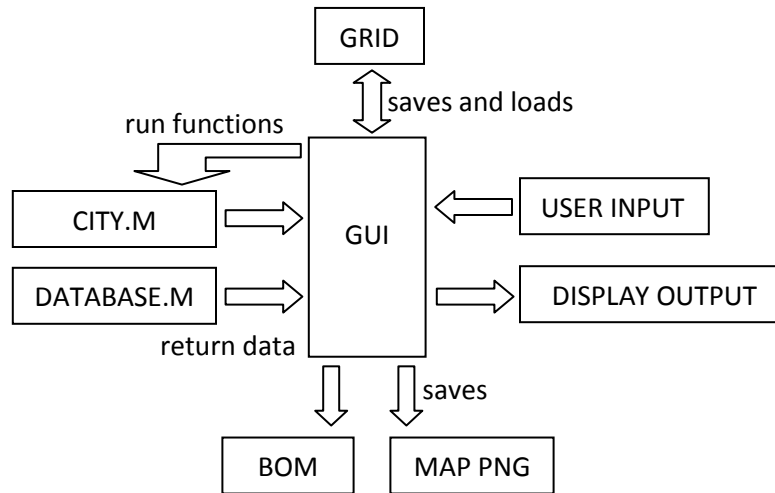 GRID
saves and loads
run functions
CITY.M
GUI
USER INPUT
DATABASE.M
DISPLAY OUTPUT
return data
saves
BOM
MAP PNG